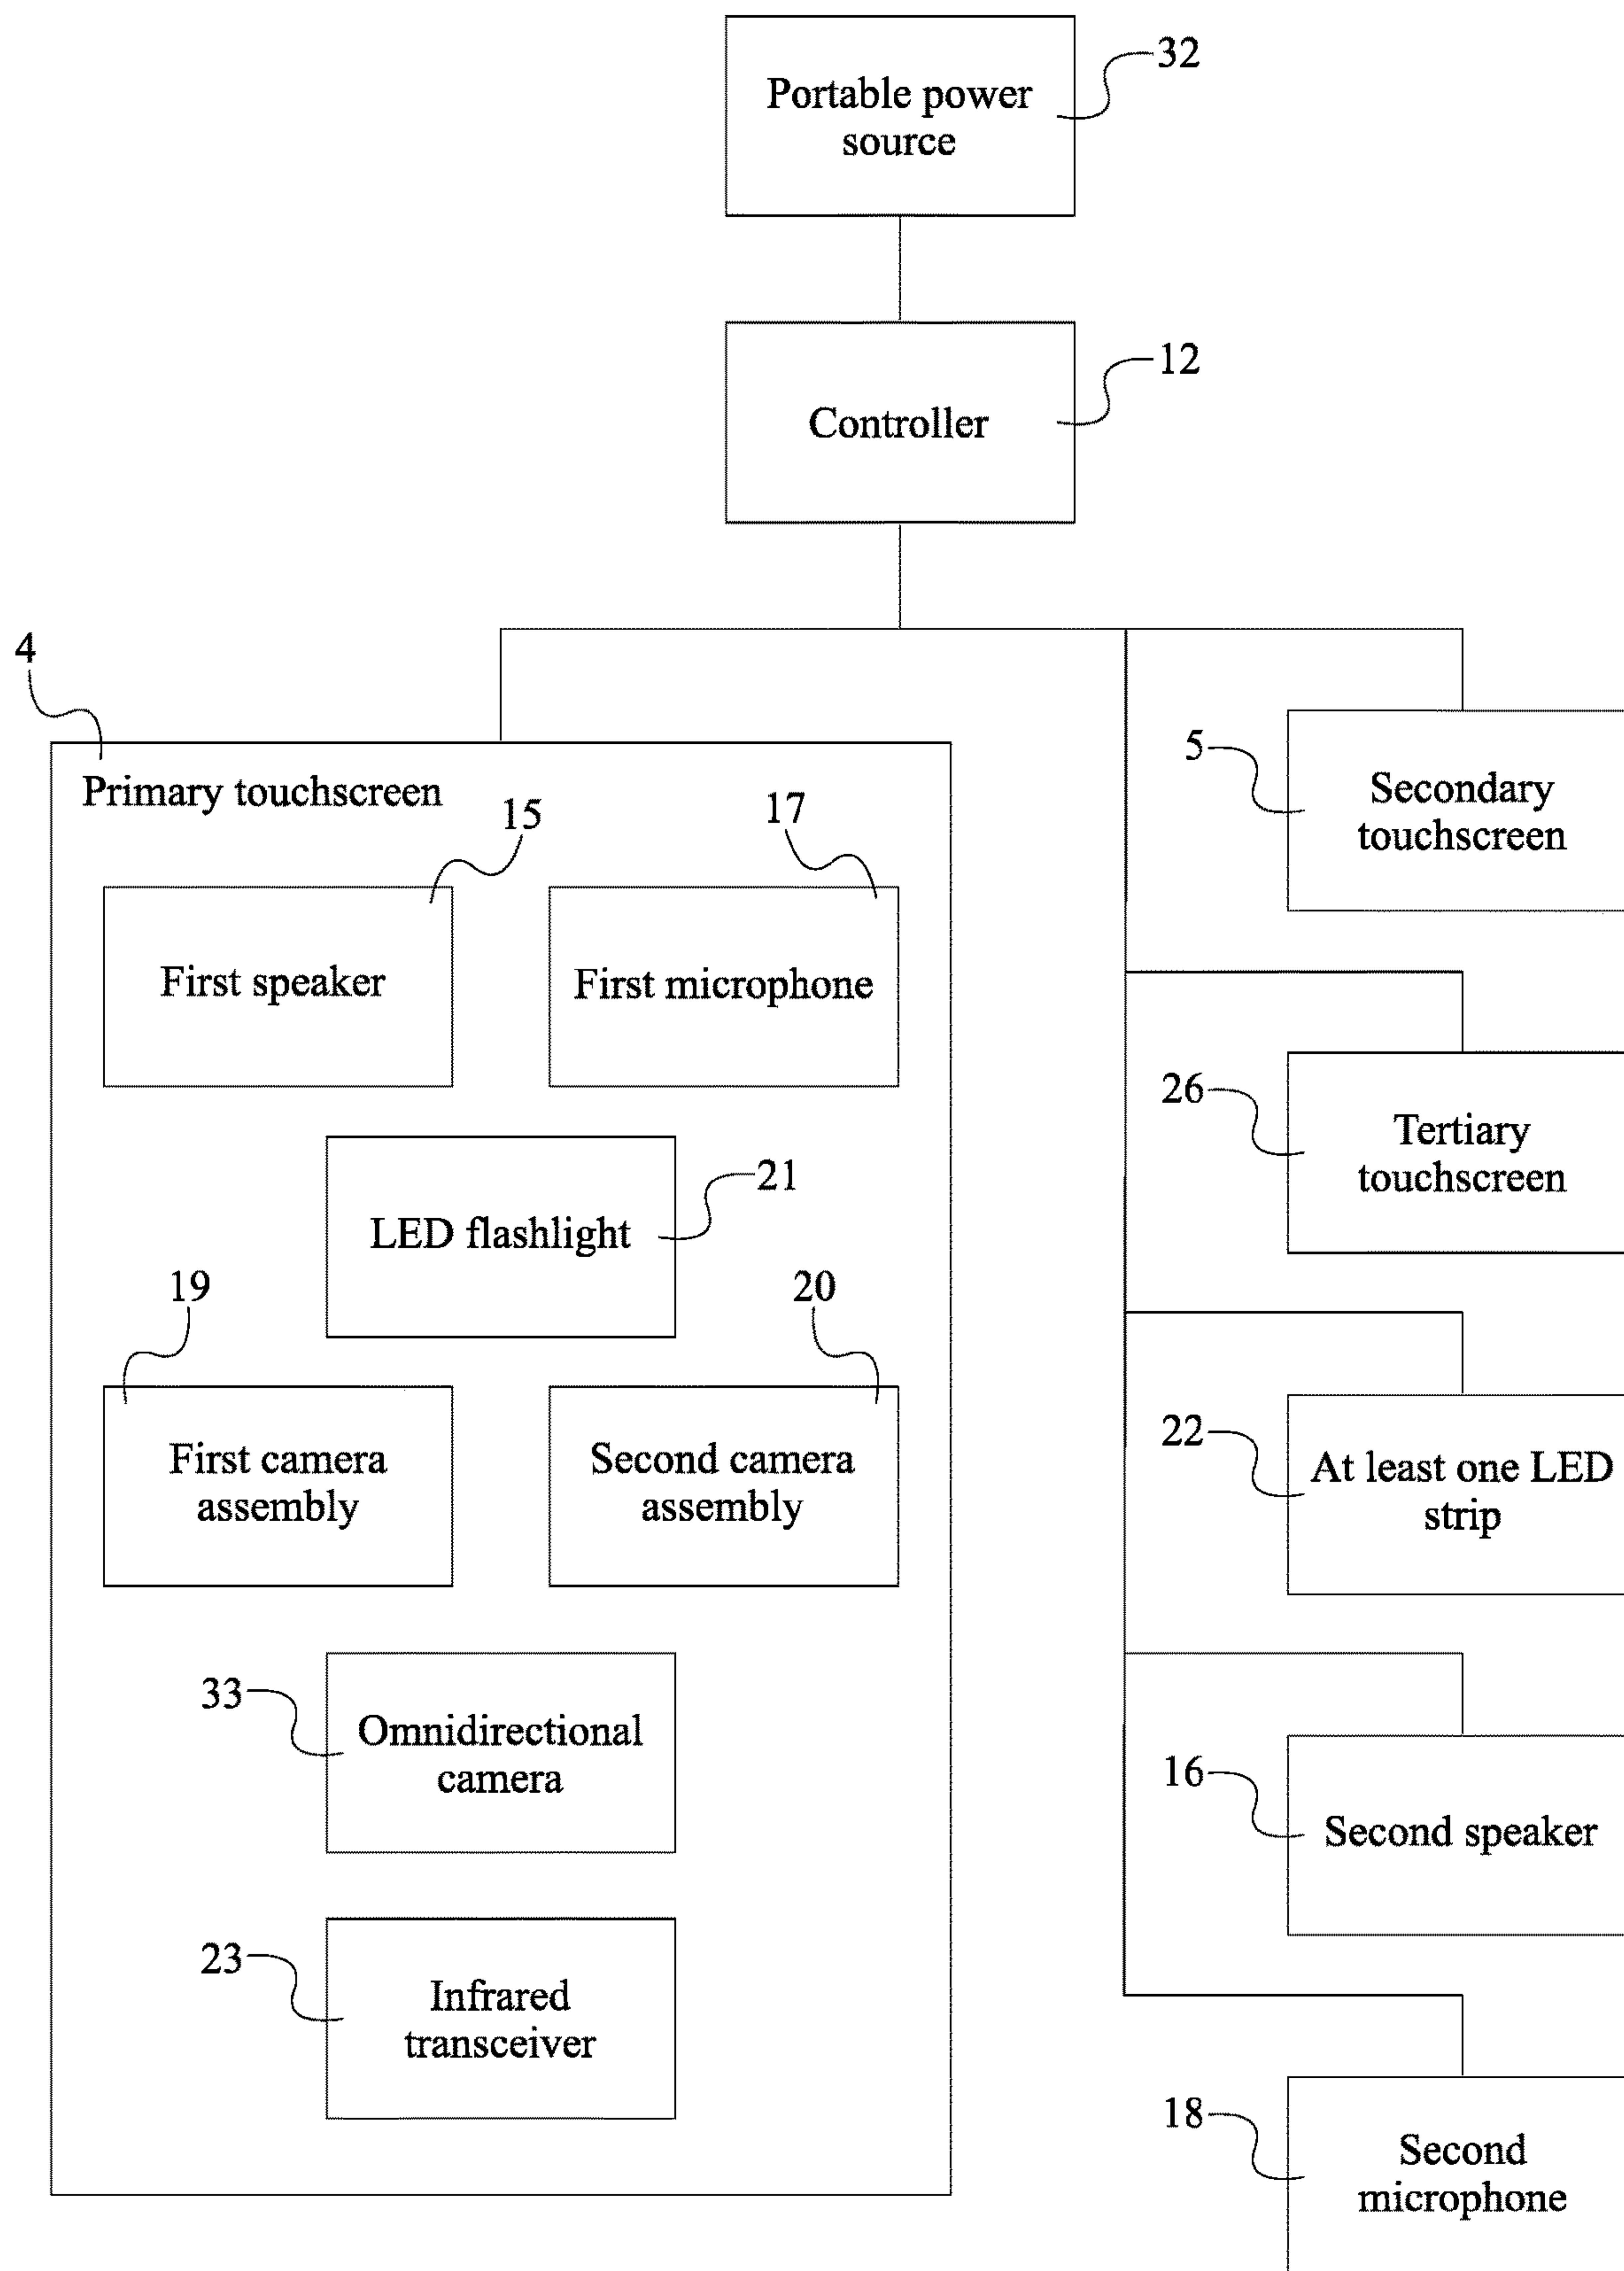 32
Portable power
source
12
Controller
4
Primary touchscreen
15
17
First speaker
First microphone
21
LED flashlight
19
20
First camera
assembly
Second camera
assembly
33
Omnidirectional
camera
23
Infrared
transceiver
5
Secondary
touchscreen
26
Tertiary
touchscreen
22
At least one LED
strip
16
Second speaker
18
Second
microphone